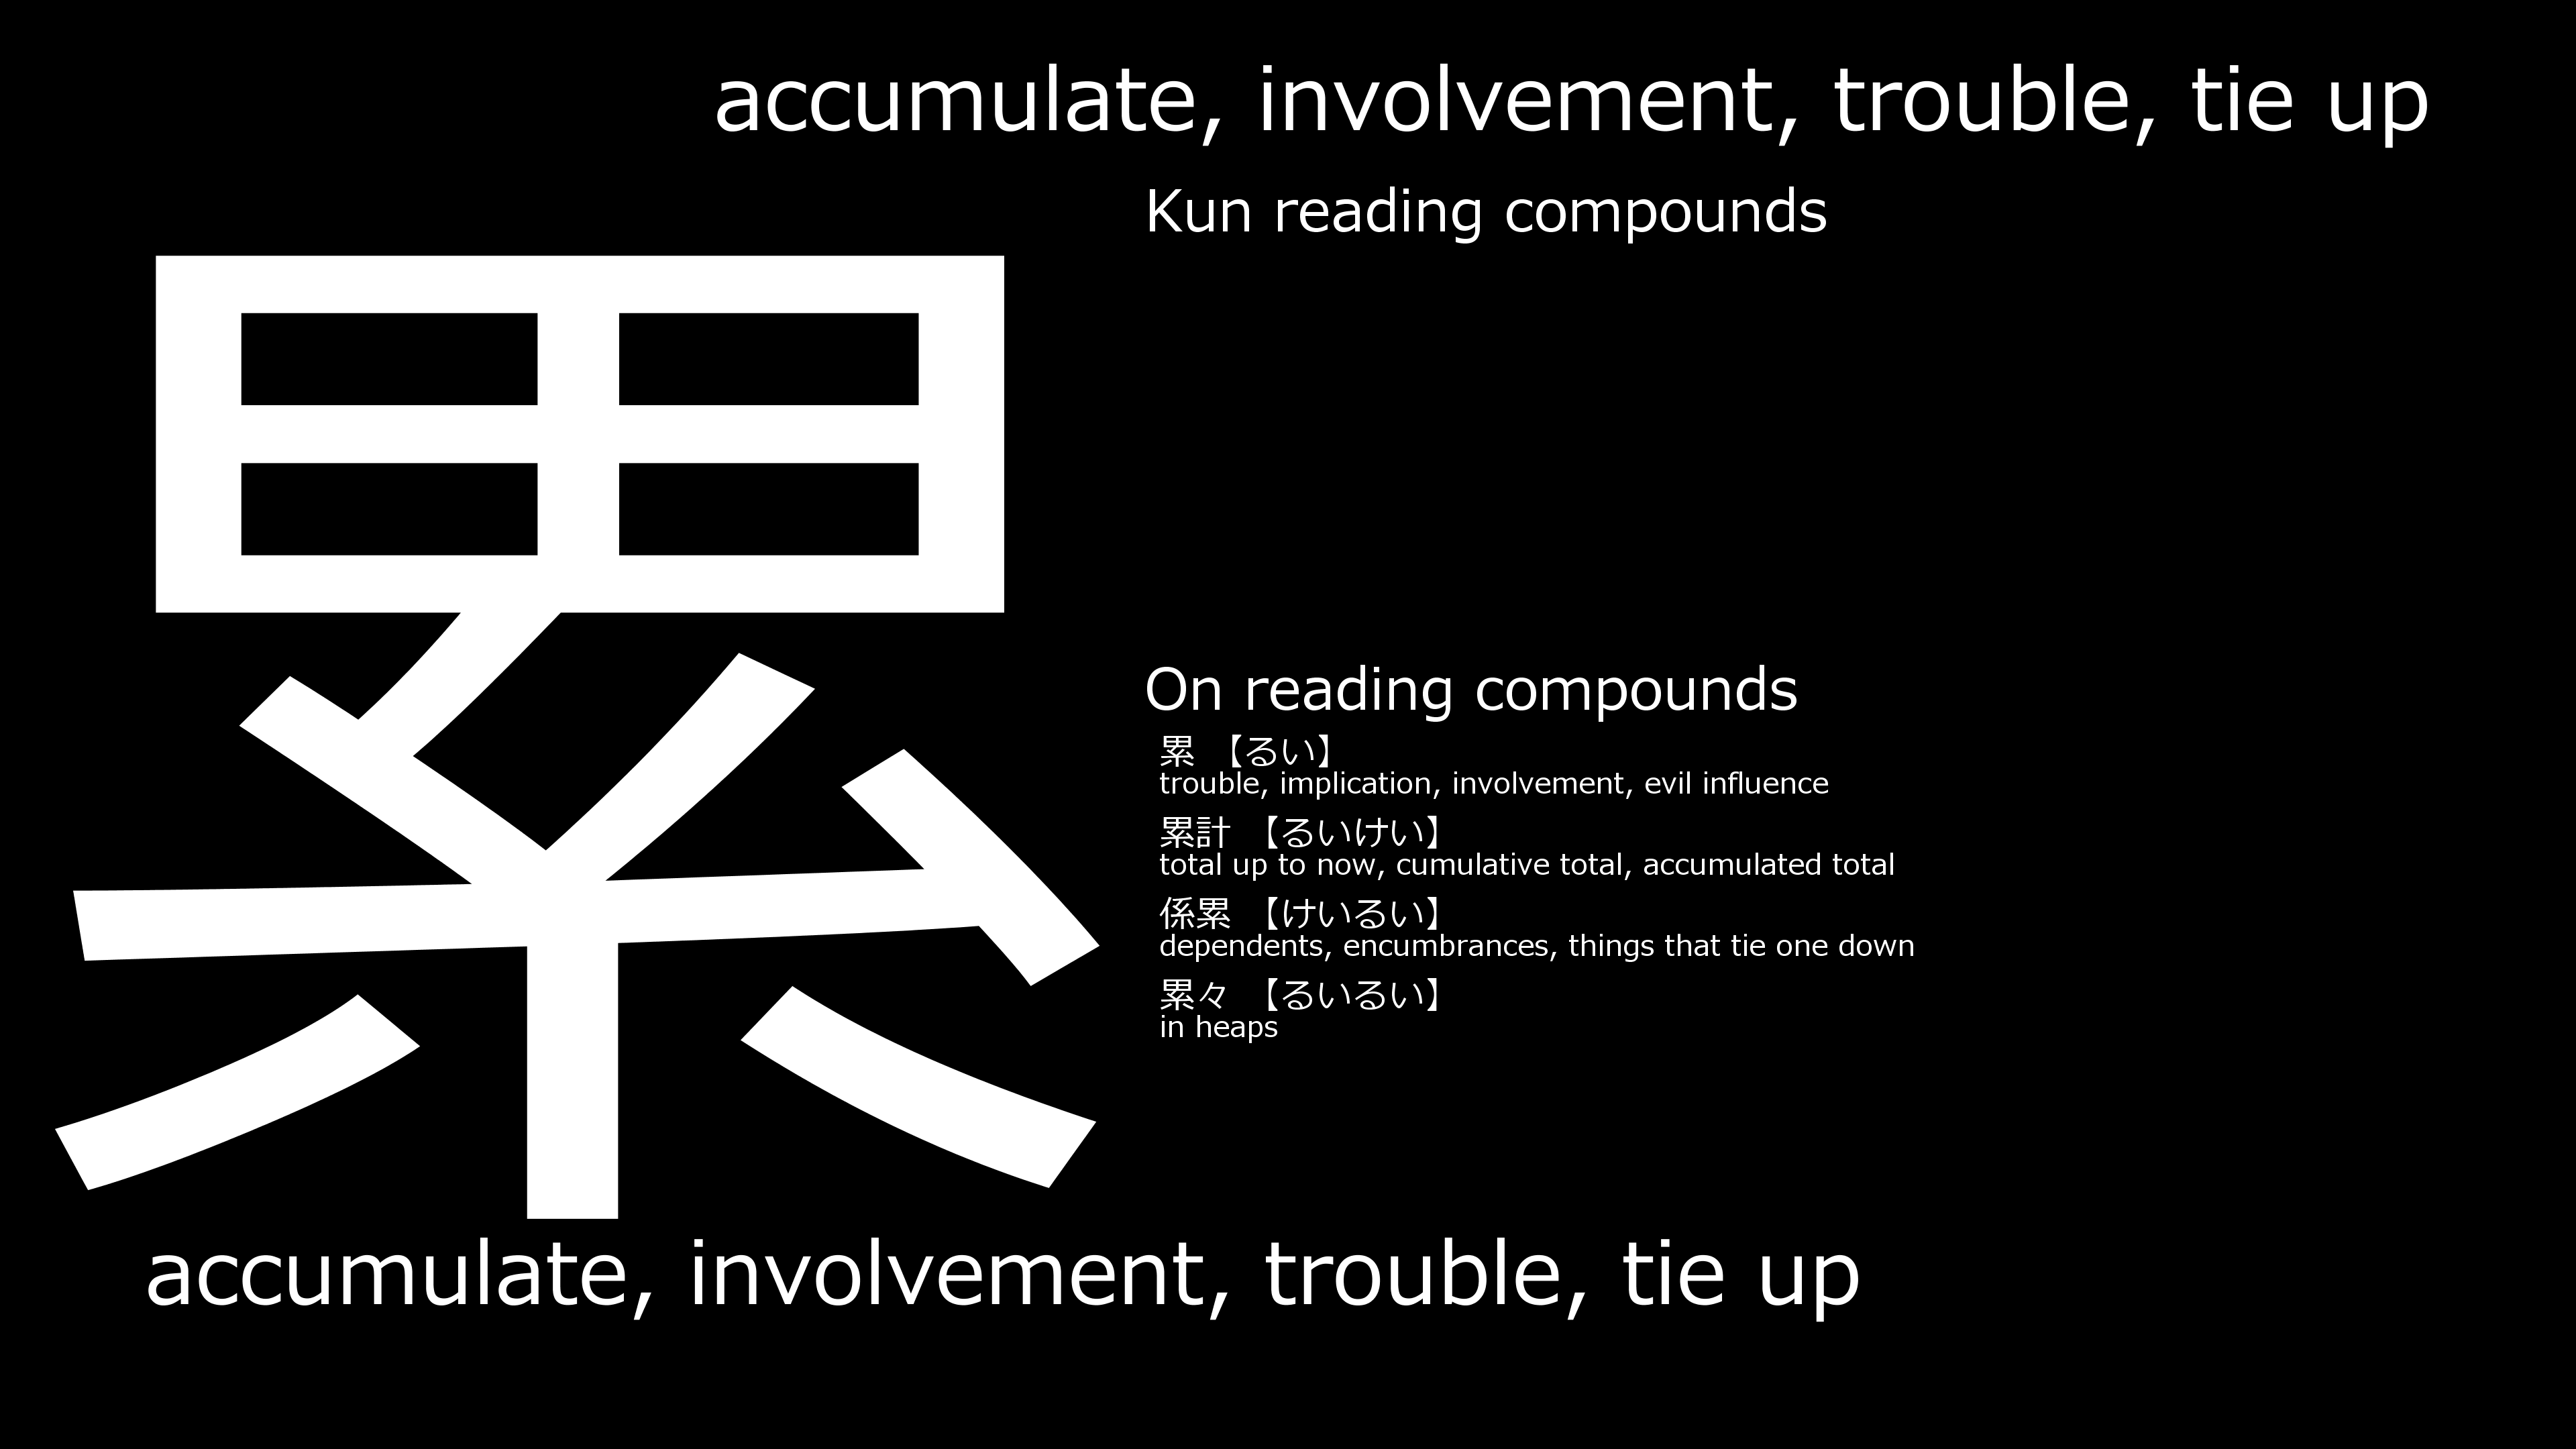 accumulate, involvement, trouble, tie up
Kun reading compounds
累
On reading compounds
累 【るい】
trouble, implication, involvement, evil influence
累計 【るいけい】
total up to now, cumulative total, accumulated total
係累 【けいるい】
dependents, encumbrances, things that tie one down
累々 【るいるい】
in heaps
accumulate, involvement, trouble, tie up